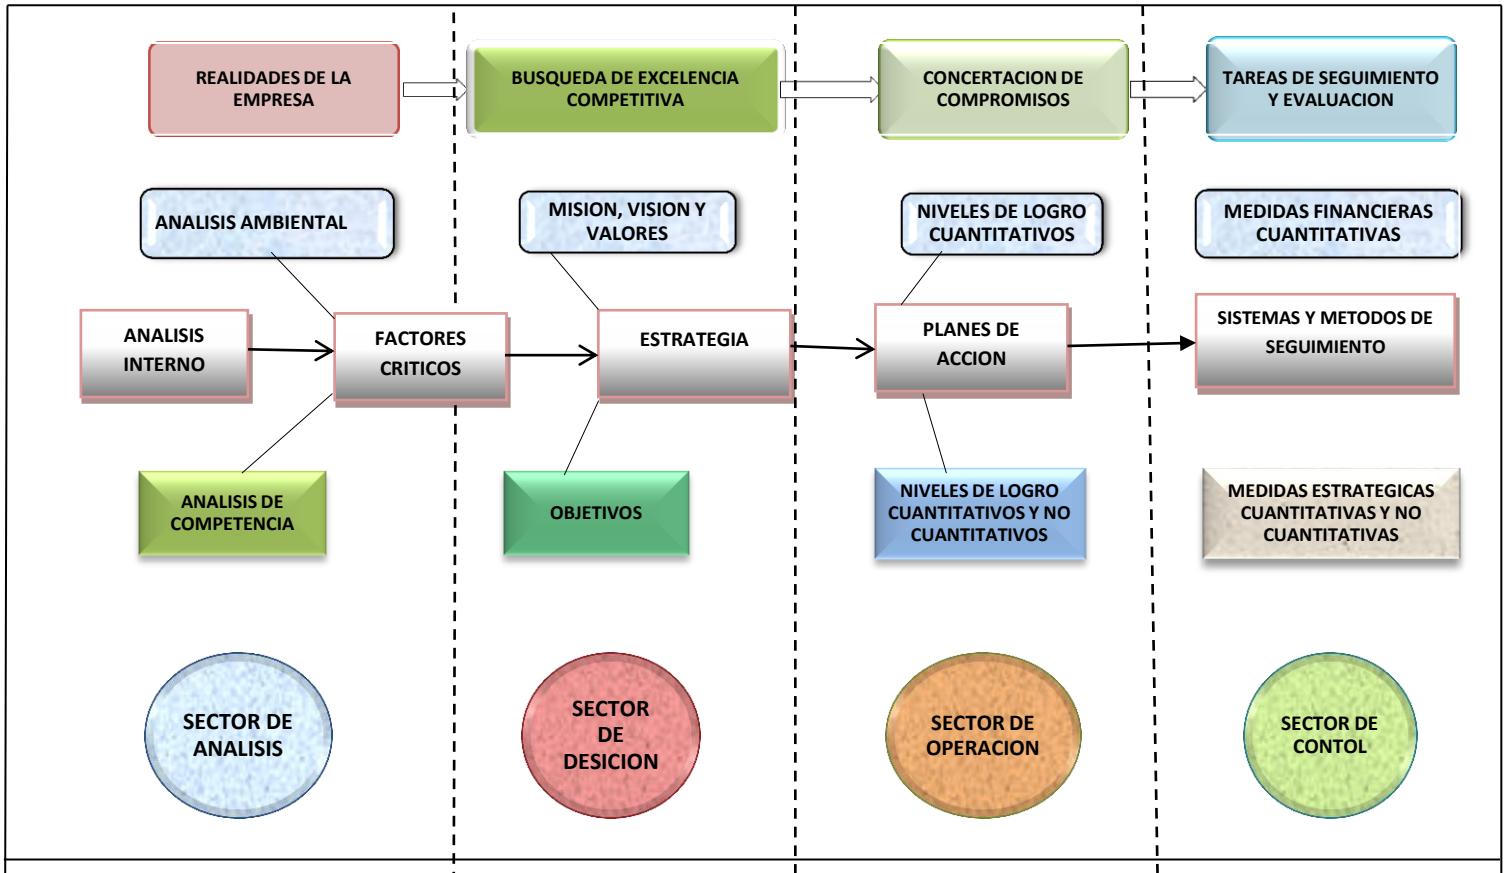 REALIDADES DE LA
EMPRESA
BUSQUEDA DE EXCELENCIA
COMPETITIVA
CONCERTACION DE
COMPROMISOS
TAREAS DE SEGUIMIENTO
Y EVALUACION
ANALISIS AMBIENTAL
MISION, VISION Y
VALORES
NIVELES DE LOGRO
CUANTITATIVOS
MEDIDAS FINANCIERAS
CUANTITATIVAS
ANALISIS
INTERNO
FACTORES
CRITICOS
ESTRATEGIA
PLANES DE
ACCION
SISTEMAS Y METODOS DE
SEGUIMIENTO
ANALISIS DE
COMPETENCIA
OBJETIVOS
NIVELES DE LOGRO
CUANTITATIVOS Y NO
CUANTITATIVOS
MEDIDAS ESTRATEGICAS
CUANTITATIVAS Y NO
CUANTITATIVAS
SECTOR DE
ANALISIS
SECTOR
DE
DESICION
SECTOR DE
OPERACION
SECTOR DE
CONTOL